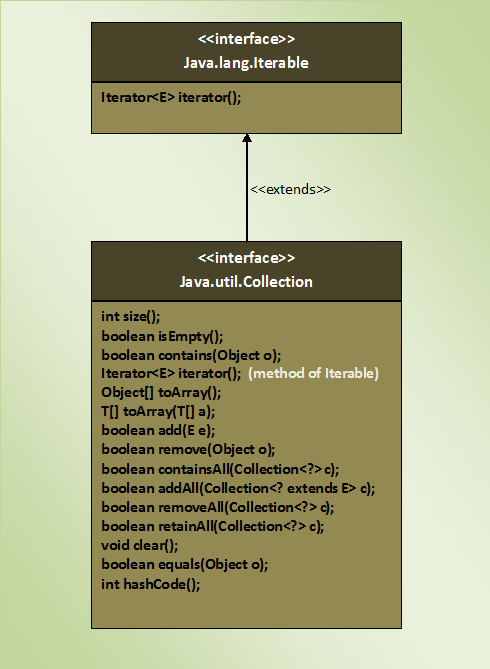 <<interface>>
Java.lang.Iterable
Iterator<E> iterator();
<<extends>>
<<interface>>
Java.util.Collection
int size();
boolean isEmpty();
boolean contains(Object o);
Iterator<E> iterator();  (method of Iterable)
Object[] toArray();
T[] toArray(T[] a);
boolean add(E e);
boolean remove(Object o);
boolean containsAll(Collection<?> c);
boolean addAll(Collection<? extends E> c);
boolean removeAll(Collection<?> c);
boolean retainAll(Collection<?> c);
void clear();
boolean equals(Object o);
int hashCode();